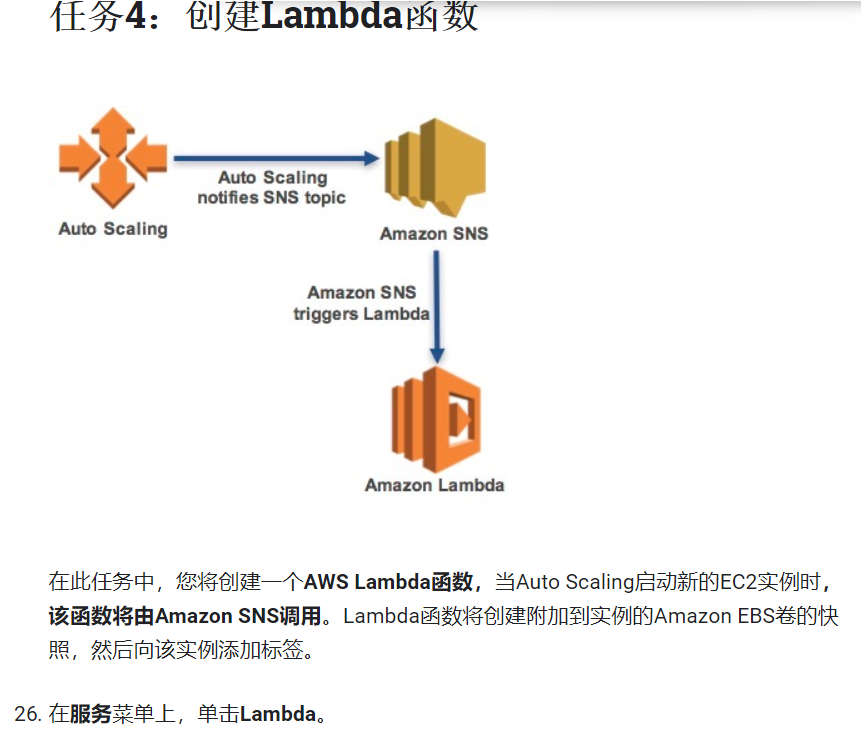 任务4：创建Lambda函数
Auto Scaling
notifies SNS topic
Auto Scaling
Amazon SNS
Amazon SNS
triggers Lambda
Amazon Lambda
在此任务中，您将创建一个AWS Lambda函数，当Auto Scaling启动新的EC2实例时，
该函数将由Amazon SNS调用。Lambda函数将创建附加到实例的Amazon EBS卷的快
照，然后向该实例添加标签。
26. 在服务菜单上，单击Lambda。